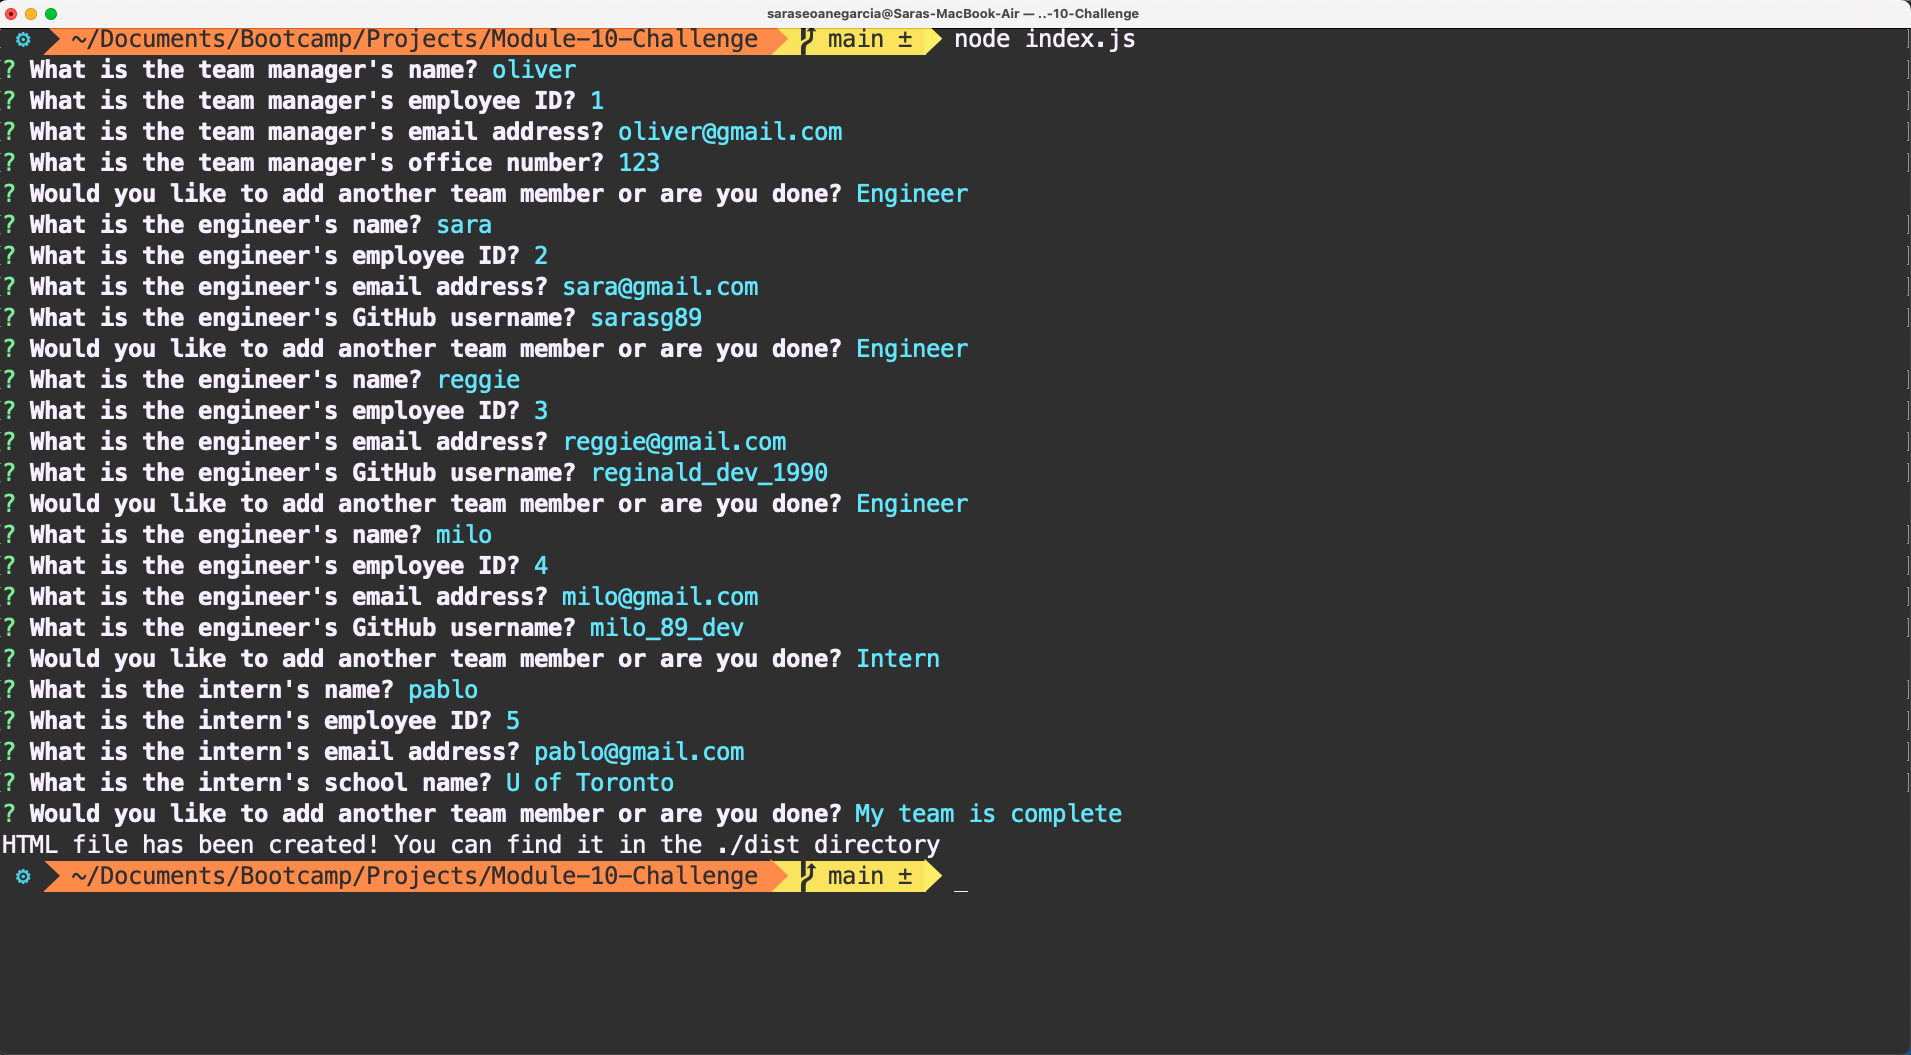 saraseoanegarcia@Saras-MacBook-Air — ..-10-Challenge
~/Documents/Bootcamp/Projects/Module-10-Challenge main ± node index.js
? What is the team manager's name? oliver
? What is the team manager's employee ID? 1
? What is the team manager's email address? oliver@gmail.com
? What is the team manager's office number? 123
? Would you like to add another team member or are you done? Engineer
? What is the engineer's name? sara
? What is the engineer's employee ID? 2
? What is the engineer's email address? sara@gmail.com
? What is the engineer's GitHub username? sarasg89
? Would you like to add another team member or are you done? Engineer
? What is the engineer's name? reggie
? What is the engineer's employee ID? 3
? What is the engineer's email address? reggie@gmail.com
? What is the engineer's GitHub username? reginald_dev_1990
? Would you like to add another team member or are you done? Engineer
? What is the engineer's name? milo
? What is the engineer's employee ID? 4
? What is the engineer's email address? milo@gmail.com
? What is the engineer's GitHub username? milo_89_dev
? Would you like to add another team member or are you done? Intern
? What is the intern's name? pablo
? What is the intern's employee ID? 5
? What is the intern's email address? pablo@gmail.com
? What is the intern's school name? U of Toronto
? Would you like to add another team member or are you done? My team is complete
HTML file has been created! You can find it in the ./dist directory
~/Documents/Bootcamp/Projects/Module-10-Challenge main ± _